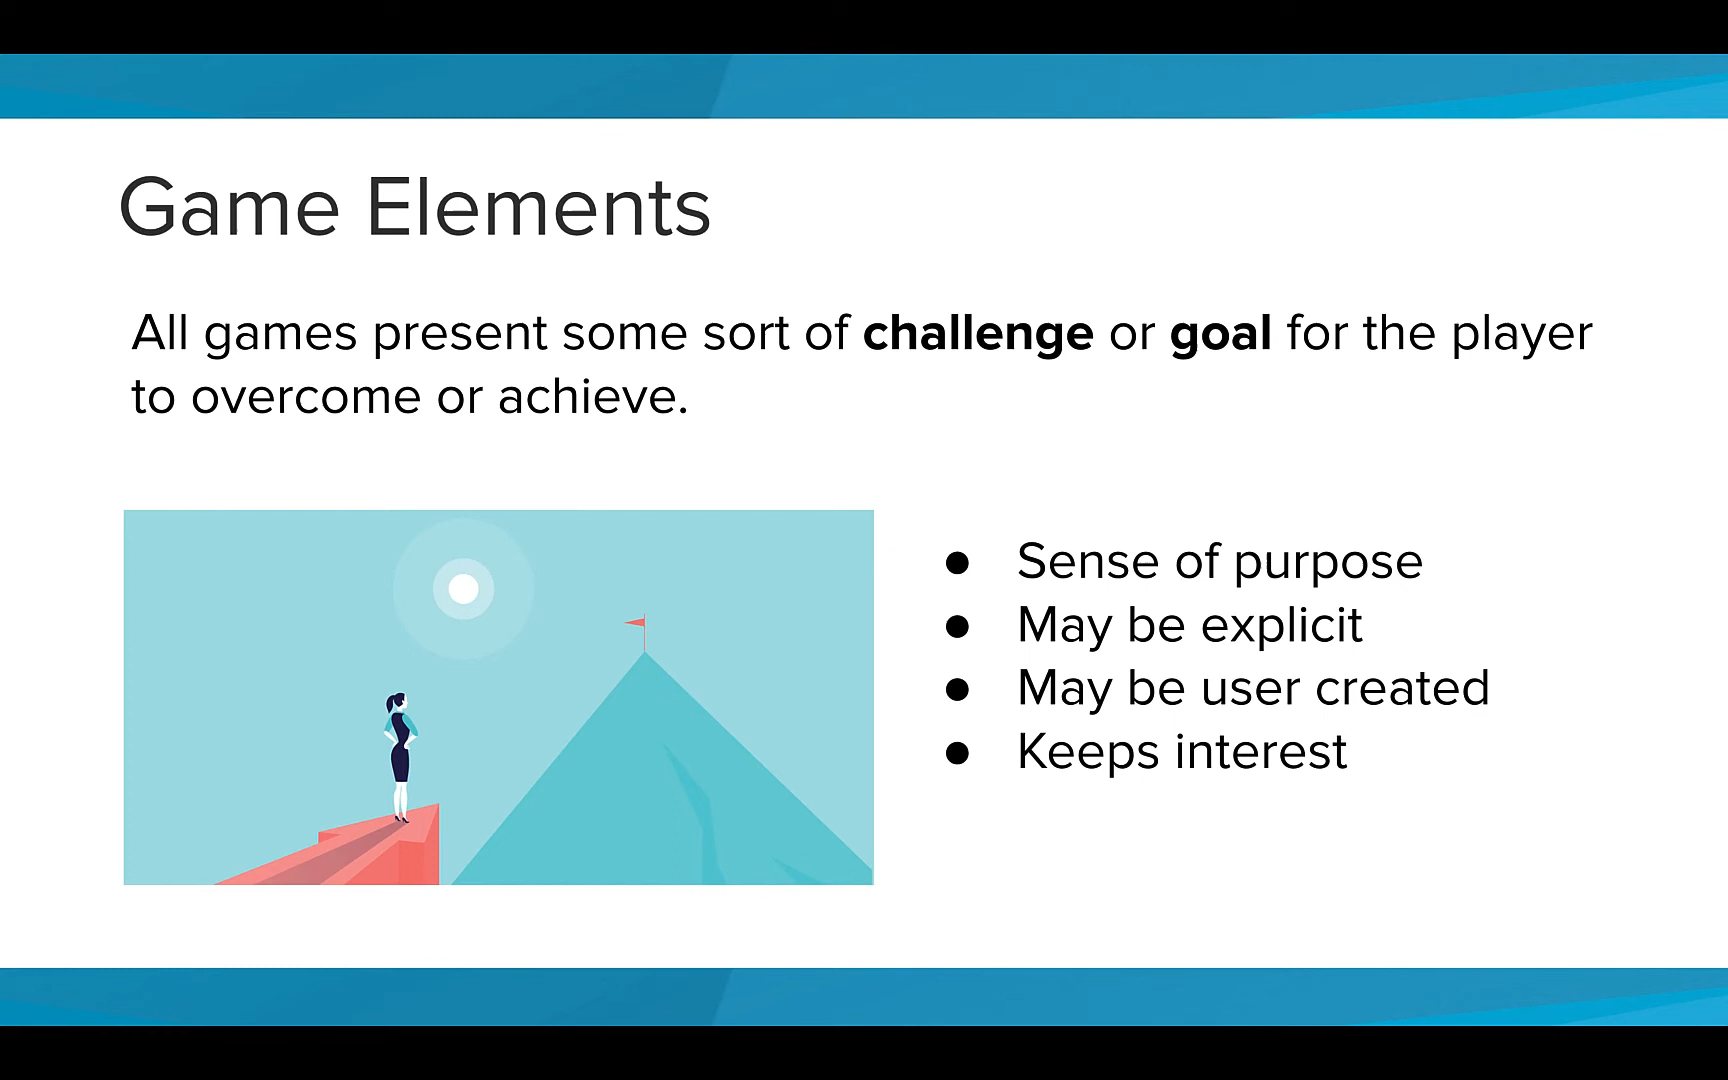 Game Elements
All games present some sort of challenge or goal for the player
to overcome or achieve.
● Sense of purpose
● May be explicit
● May be user created
● Keeps interest